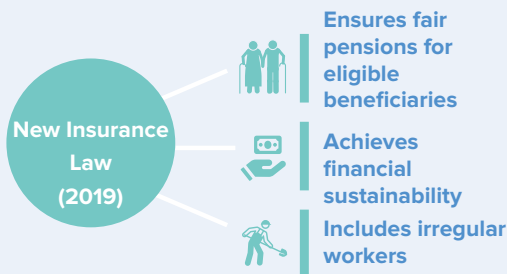 New Insurance
Law
(2019)
Ensures fair
pensions for
eligible
beneficiaries
Achieves
financial
sustainability
Includes irregular
workers